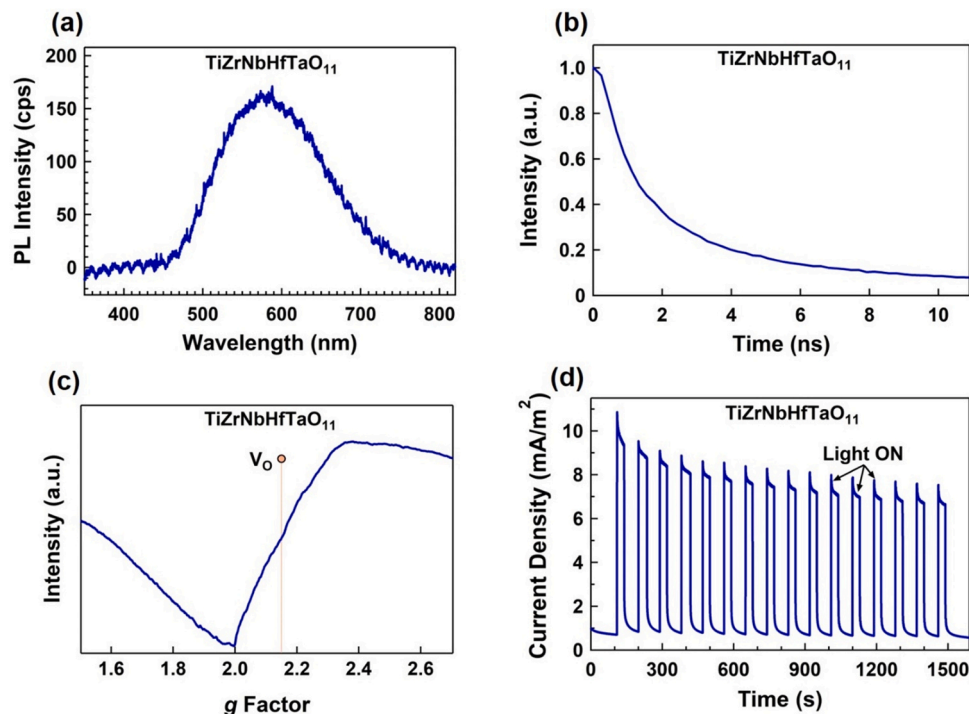 (a)
TiZrNbHfTaO₁₁
200
150
100
50
0
PL Intensity (cps)
400 500 600 700 800
Wavelength (nm)
(b)
TiZrNbHfTaO₁₁
1.0
0.8
0.6
0.4
0.2
0
Intensity (a.u.)
0 2 4 6 8 10
Time (ns)
(c)
TiZrNbHfTaO₁₁
V_O
Intensity (a.u.)
1.6 1.8 2.0 2.2 2.4 2.6
g Factor
(d)
TiZrNbHfTaO₁₁
Light ON
10
8
6
4
2
0
Current Density (mA/m²)
0 300 600 900 1200 1500
Time (s)